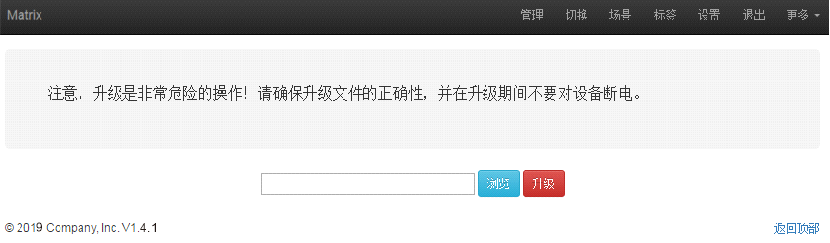 Matrix 管理 切换 场景 标签 设置 退出 更多
注意，升级是非常危险的操作！请确保升级文件的正确性，并在升级期间不要对设备断电。
浏览 升级
© 2019 Company, Inc. V1.4.1 返回顶部